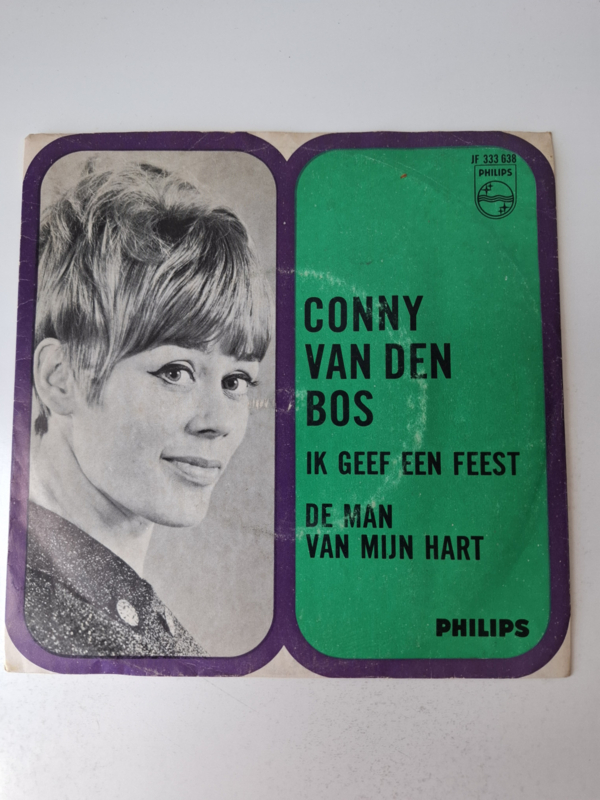 JF 333 638
PHILIPS
CONNY
VAN DEN
BOS
IK GEEF EEN FEEST
DE MAN
VAN MIJN HART
PHILIPS